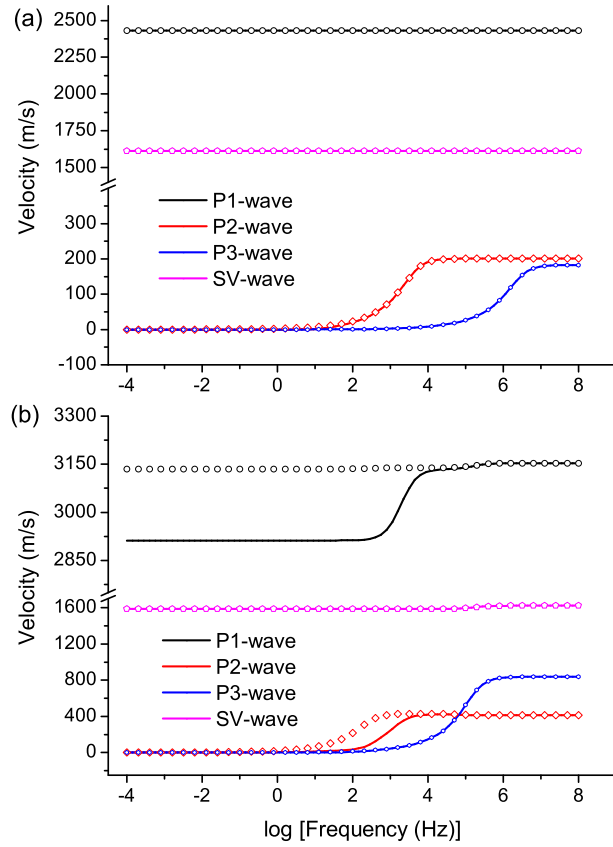 (a)
2500
2250
2000
1750
1500
200
100
0
-100
Velocity (m/s)
P1-wave
P2-wave
P3-wave
SV-wave
-4 -2 0 2 4 6 8
(b)
3300
3150
3000
2850
1600
1200
800
400
0
Velocity (m/s)
P1-wave
P2-wave
P3-wave
SV-wave
-4 -2 0 2 4 6 8
log [Frequency (Hz)]